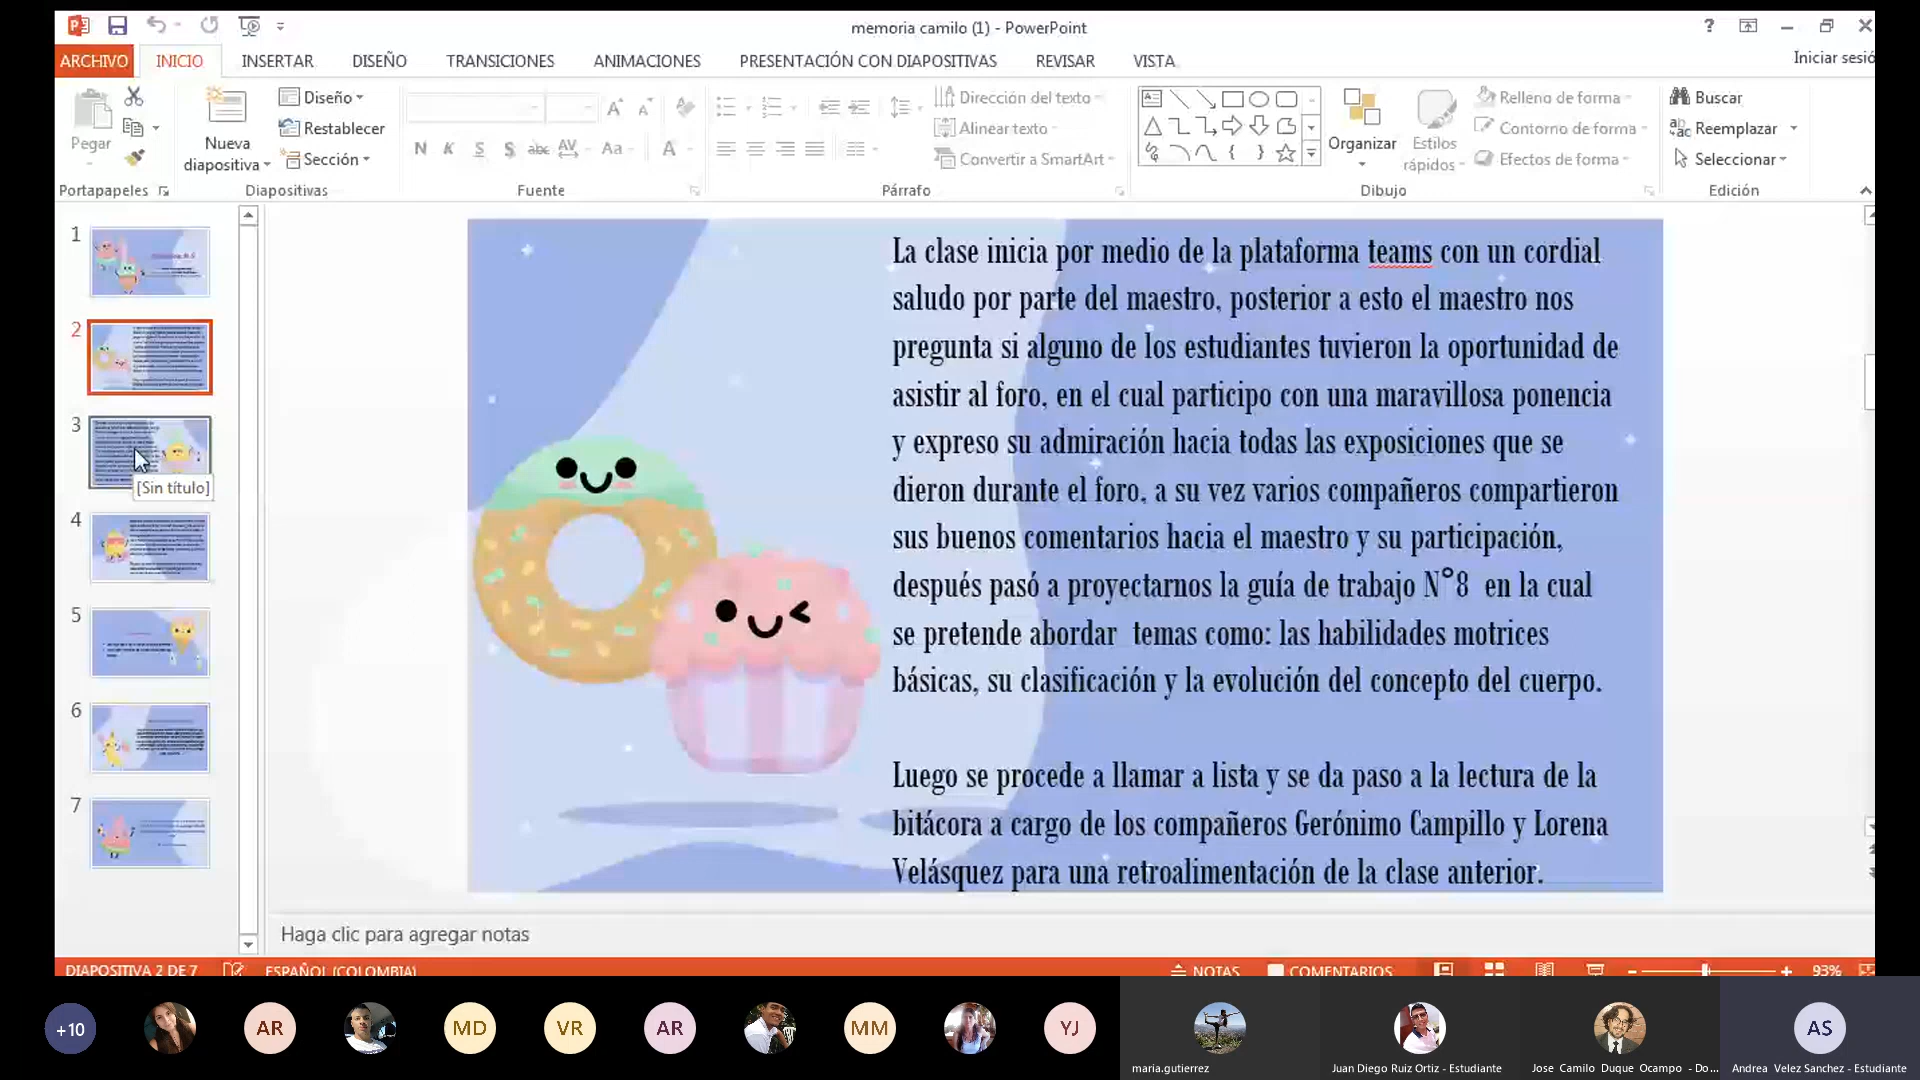 memoria camilo (1) - PowerPoint
Iniciar sesió
ARCHIVO INICIO INSERTAR DISEÑO TRANSICIONES ANIMACIONES PRESENTACIÓN CON DIAPOSITIVAS REVISAR VISTA
Pegar
Portapapeles
Nueva
diapositiva
Diseño
Restablecer
Sección
Diapositivas
N K S S abc AV Aa A
Fuente
Dirección del texto
Alinear texto
Convertir a SmartArt
Párrafo
Organizar
Estilos
rápidos
Relleno de forma
Contorno de forma
Efectos de forma
Dibujo
Buscar
Reemplazar
Seleccionar
Edición
1
2
3
[Sin título]
4
5
6
7
La clase inicia por medio de la plataforma teams con un cordial
saludo por parte del maestro, posterior a esto el maestro nos
pregunta si alguno de los estudiantes tuvieron la oportunidad de
asistir al foro, en el cual participo con una maravillosa ponencia
y expreso su admiración hacia todas las exposiciones que se
dieron durante el foro, a su vez varios compañeros compartieron
sus buenos comentarios hacia el maestro y su participación,
después pasó a proyectarnos la guía de trabajo N°8 en la cual
se pretende abordar temas como: las habilidades motrices
básicas, su clasificación y la evolución del concepto del cuerpo.
Luego se procede a llamar a lista y se da paso a la lectura de la
bitácora a cargo de los compañeros Gerónimo Campillo y Lorena
Velásquez para una retroalimentación de la clase anterior.
Haga clic para agregar notas
DIAPOSITIVA 2 DE 7 ESPAÑOL (COLOMBIA) NOTAS COMENTARIOS 93%
+10 AR MD VR AR MM YJ AS
maria.gutierrez Juan Diego Ruiz Ortiz - Estudiante Jose Camilo Duque Ocampo - Do... Andrea Velez Sanchez - Estudiante